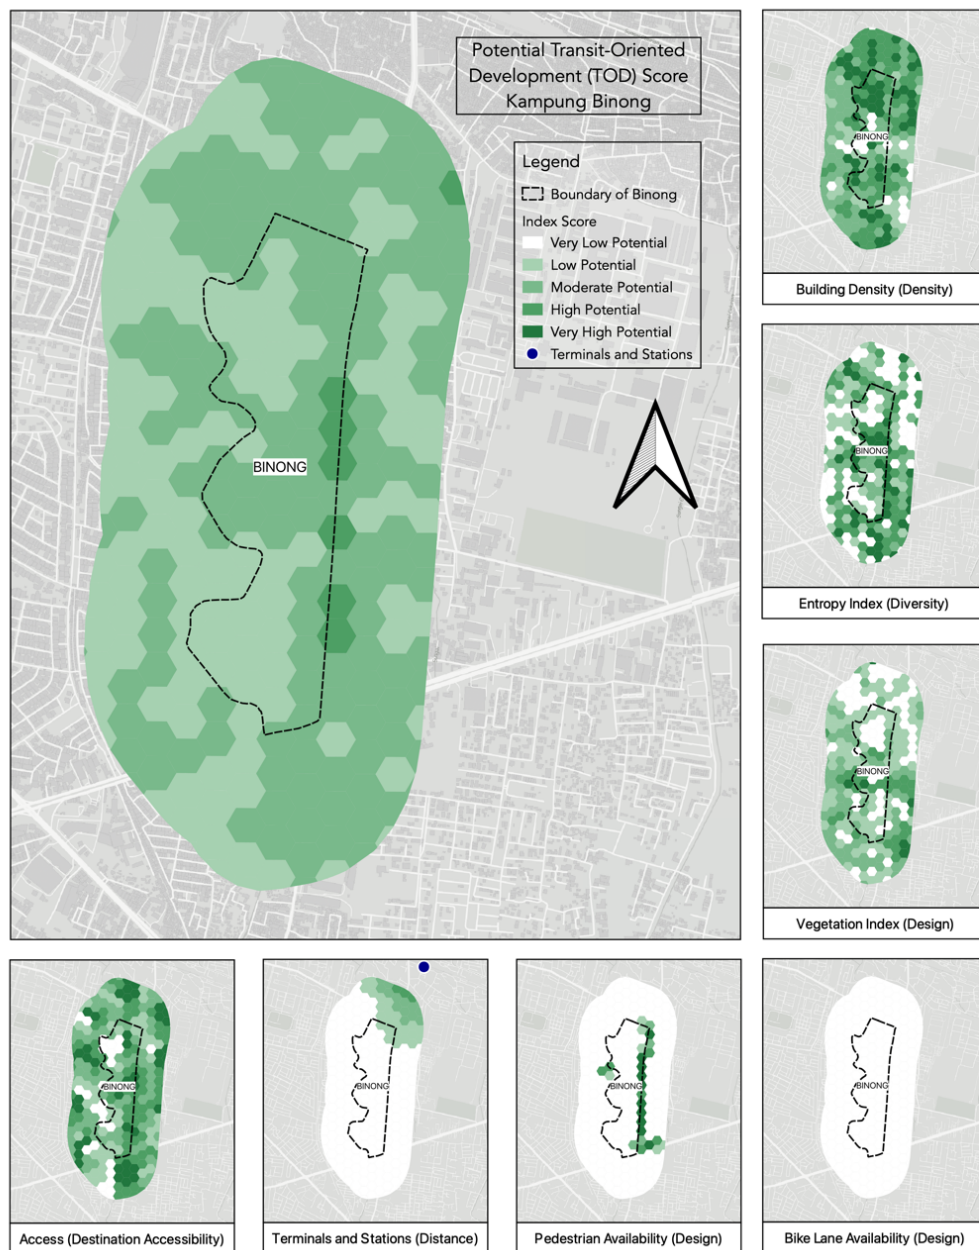 Potential Transit-Oriented
Development (TOD) Score
Kampung Binong
Legend
Boundary of Binong
Index Score
Very Low Potential
Low Potential
Moderate Potential
High Potential
Very High Potential
Terminals and Stations
BINONG
BINONG
Building Density (Density)
BINONG
Entropy Index (Diversity)
BINONG
Vegetation Index (Design)
BINONG
Access (Destination Accessibility)
BINONG
Terminals and Stations (Distance)
BINONG
Pedestrian Availability (Design)
BINONG
Bike Lane Availability (Design)